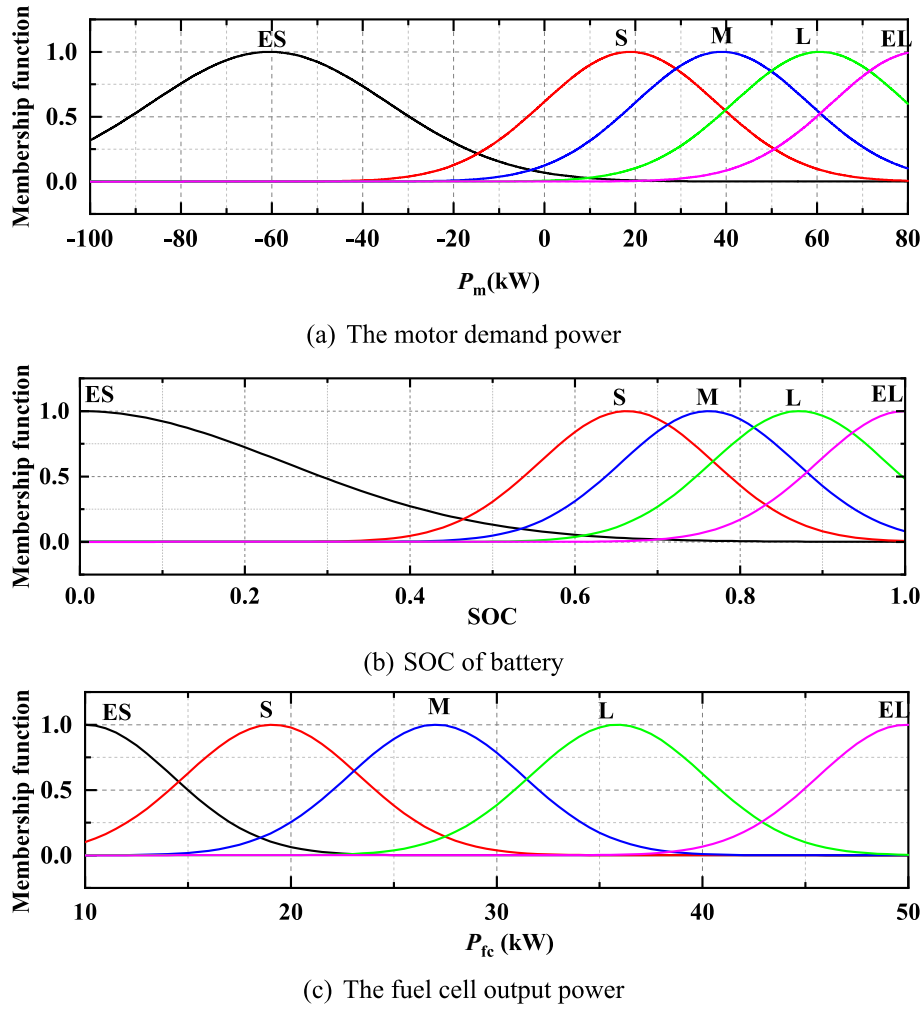 Membership function
ES
S
M
L
EL
1.0
0.5
0.0
-100 -80 -60 -40 -20 0 20 40 60 80
Pm(kW)
(a) The motor demand power
Membership function
ES
S
M
L
EL
1.0
0.5
0.0
0.0 0.2 0.4 0.6 0.8 1.0
SOC
(b) SOC of battery
Membership function
ES
S
M
L
EL
1.0
0.5
0.0
10 20 30 40 50
Pfc (kW)
(c) The fuel cell output power